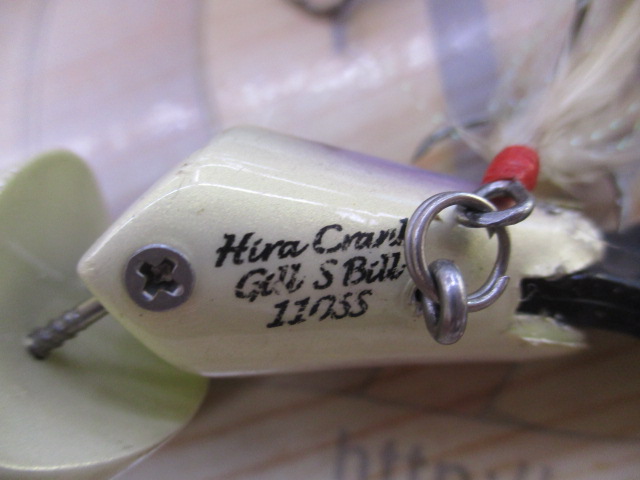 Hira Crank
Gill S Bill
110SS
http://